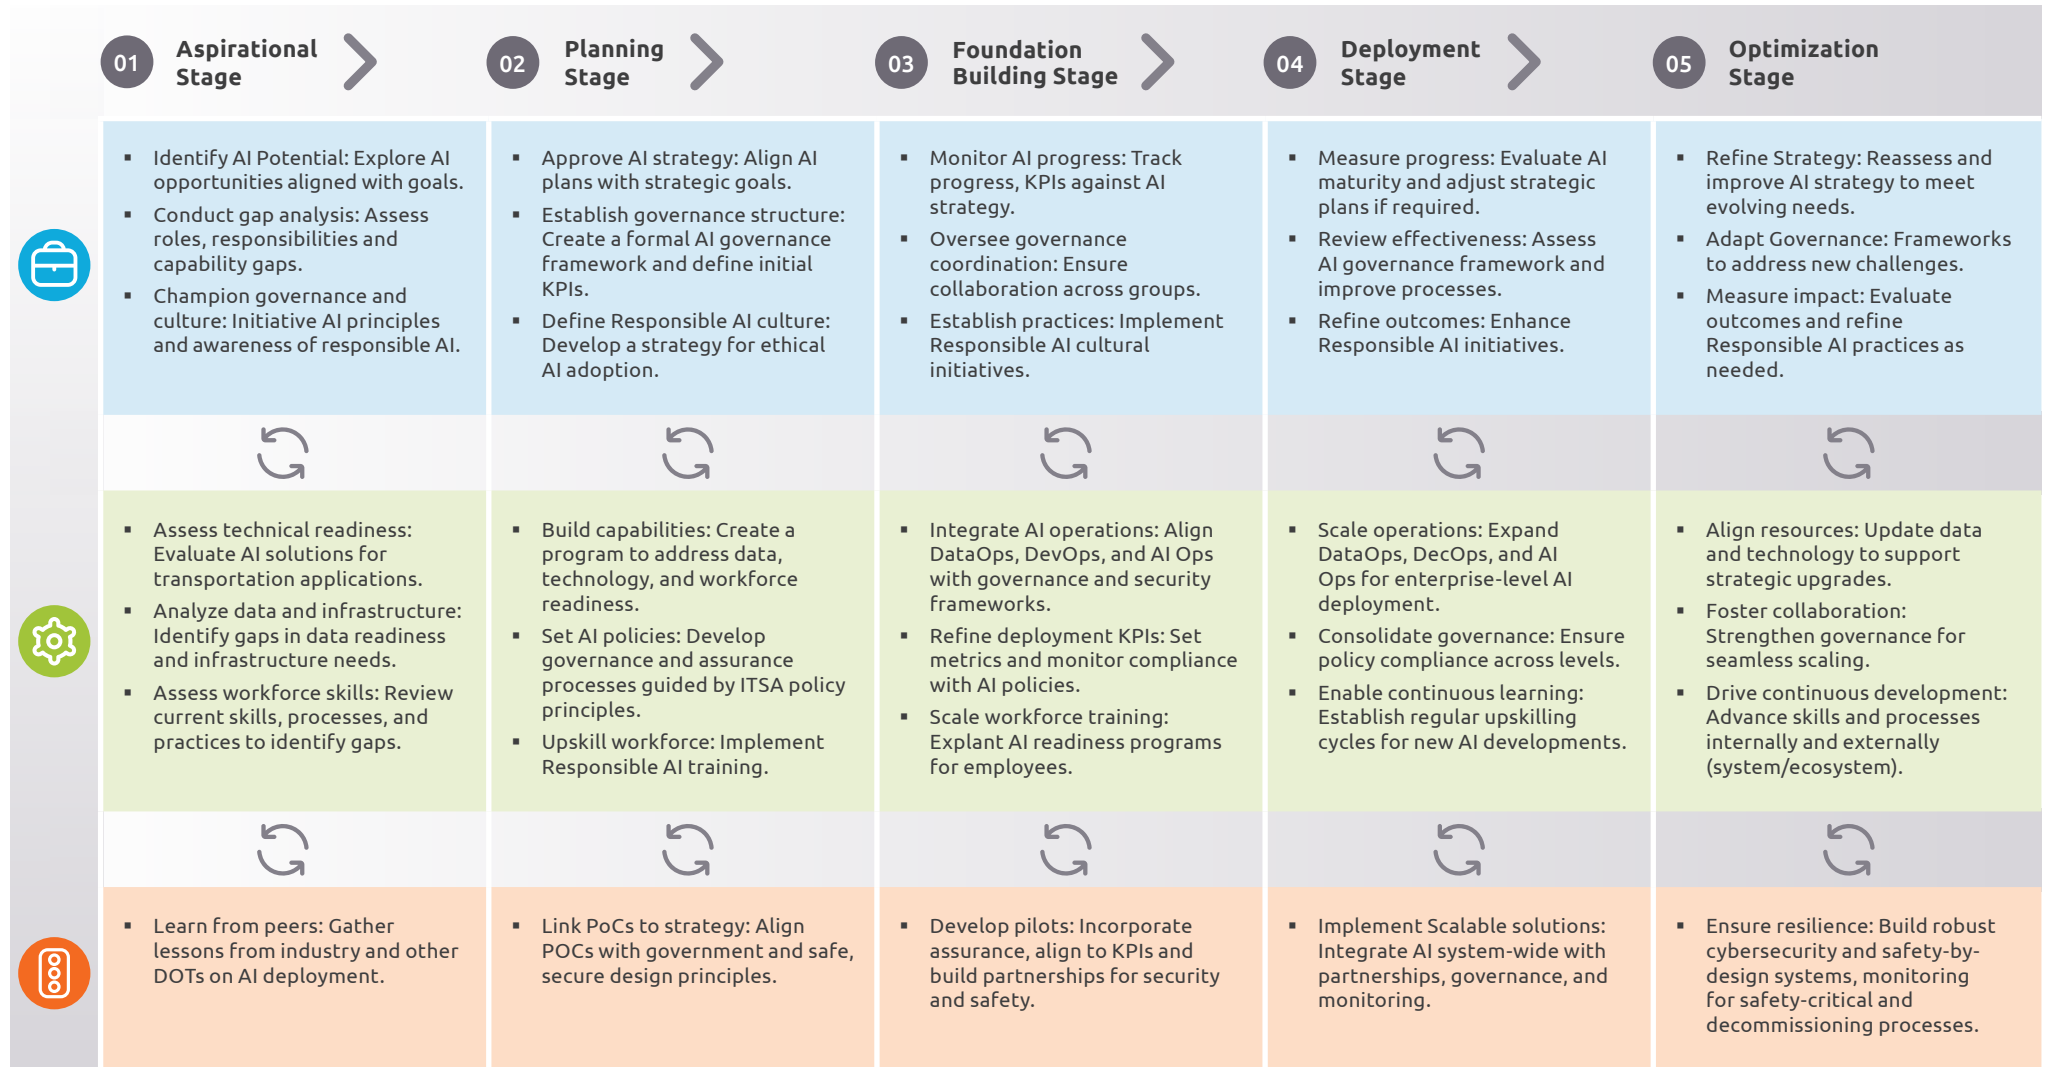 01
Aspirational
Stage
02
Planning
Stage
03
Foundation
Building Stage
04
Deployment
Stage
05
Optimization
Stage
▪ Identify AI Potential: Explore AI
opportunities aligned with goals.
▪ Conduct gap analysis: Assess
roles, responsibilities and
capability gaps.
▪ Champion governance and
culture: Initiative AI principles
and awareness of responsible AI.
▪ Approve AI strategy: Align AI
plans with strategic goals.
▪ Establish governance structure:
Create a formal AI governance
framework and define initial
KPIs.
▪ Define Responsible AI culture:
Develop a strategy for ethical
AI adoption.
▪ Monitor AI progress: Track
progress, KPIs against AI
strategy.
▪ Oversee governance
coordination: Ensure
collaboration across groups.
▪ Establish practices: Implement
Responsible AI cultural
initiatives.
▪ Measure progress: Evaluate AI
maturity and adjust strategic
plans if required.
▪ Review effectiveness: Assess
AI governance framework and
improve processes.
▪ Refine outcomes: Enhance
Responsible AI initiatives.
▪ Refine Strategy: Reassess and
improve AI strategy to meet
evolving needs.
▪ Adapt Governance: Frameworks
to address new challenges.
▪ Measure impact: Evaluate
outcomes and refine
Responsible AI practices as
needed.
▪ Assess technical readiness:
Evaluate AI solutions for
transportation applications.
▪ Analyze data and infrastructure:
Identify gaps in data readiness
and infrastructure needs.
▪ Assess workforce skills: Review
current skills, processes, and
practices to identify gaps.
▪ Build capabilities: Create a
program to address data,
technology, and workforce
readiness.
▪ Set AI policies: Develop
governance and assurance
processes guided by ITSA policy
principles.
▪ Upskill workforce: Implement
Responsible AI training.
▪ Integrate AI operations: Align
DataOps, DevOps, and AI Ops
with governance and security
frameworks.
▪ Refine deployment KPIs: Set
metrics and monitor compliance
with AI policies.
▪ Scale workforce training:
Explant AI readiness programs
for employees.
▪ Scale operations: Expand
DataOps, DecOps, and AI
Ops for enterprise-level AI
deployment.
▪ Consolidate governance: Ensure
policy compliance across levels.
▪ Enable continuous learning:
Establish regular upskilling
cycles for new AI developments.
▪ Align resources: Update data
and technology to support
strategic upgrades.
▪ Foster collaboration:
Strengthen governance for
seamless scaling.
▪ Drive continuous development:
Advance skills and processes
internally and externally
(system/ecosystem).
▪ Learn from peers: Gather
lessons from industry and other
DOTs on AI deployment.
▪ Link PoCs to strategy: Align
POCs with government and safe,
secure design principles.
▪ Develop pilots: Incorporate
assurance, align to KPIs and
build partnerships for security
and safety.
▪ Implement Scalable solutions:
Integrate AI system-wide with
partnerships, governance, and
monitoring.
▪ Ensure resilience: Build robust
cybersecurity and safety-by-
design systems, monitoring
for safety-critical and
decommissioning processes.